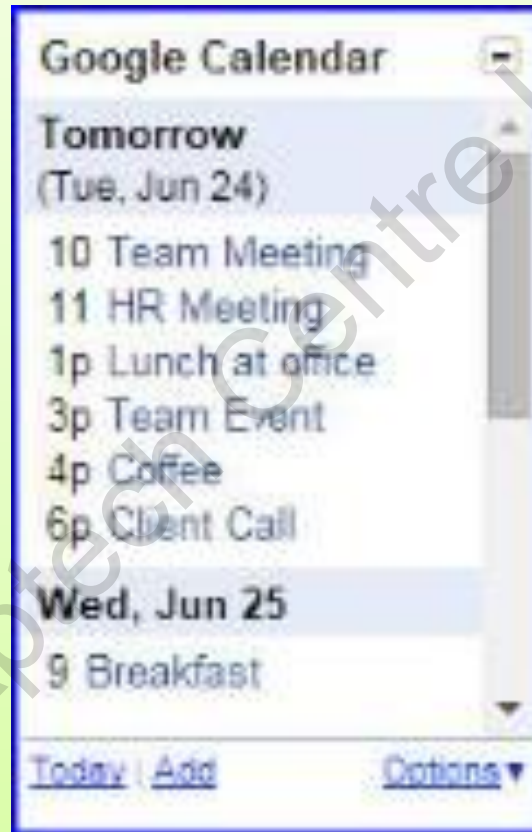 Google Calendar
Tomorrow
(Tue, Jun 24)
10 Team Meeting
11 HR Meeting
1p Lunch at office
3p Team Event
4p Coffee
6p Client Call
Wed, Jun 25
9 Breakfast
Today | Add Options ▼